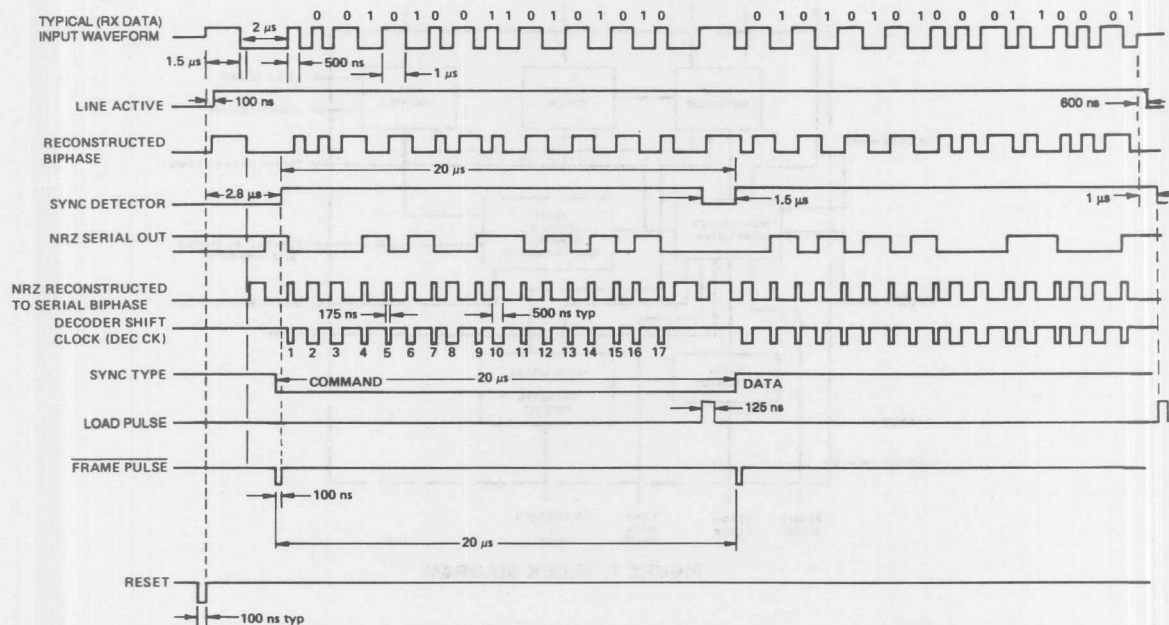 0 0 1 0 1 0 0 1 1 0 1 0 1 0 1 0
0 1 0 1 0 1 0 0 0 1 0 1 0 0 0 1
TYPICAL (RX DATA)
INPUT WAVEFORM
2 μs
1.5 μs
500 ns
1 μs
LINE ACTIVE
100 ns
600 ns
RECONSTRUCTED
BIPHASE
20 μs
2.8 μs
SYNC DETECTOR
1.5 μs
1 μs
NRZ SERIAL OUT
NRZ RECONSTRUCTED
TO SERIAL BIPHASE
175 ns
500 ns typ
DECODER SHIFT
CLOCK (DEC CK)
1 2 3 4 5 6 7 8 9 10 11 12 13 14 15 16 17
SYNC TYPE
COMMAND
20 μs
DATA
LOAD PULSE
125 ns
FRAME PULSE
100 ns
20 μs
RESET
100 ns typ